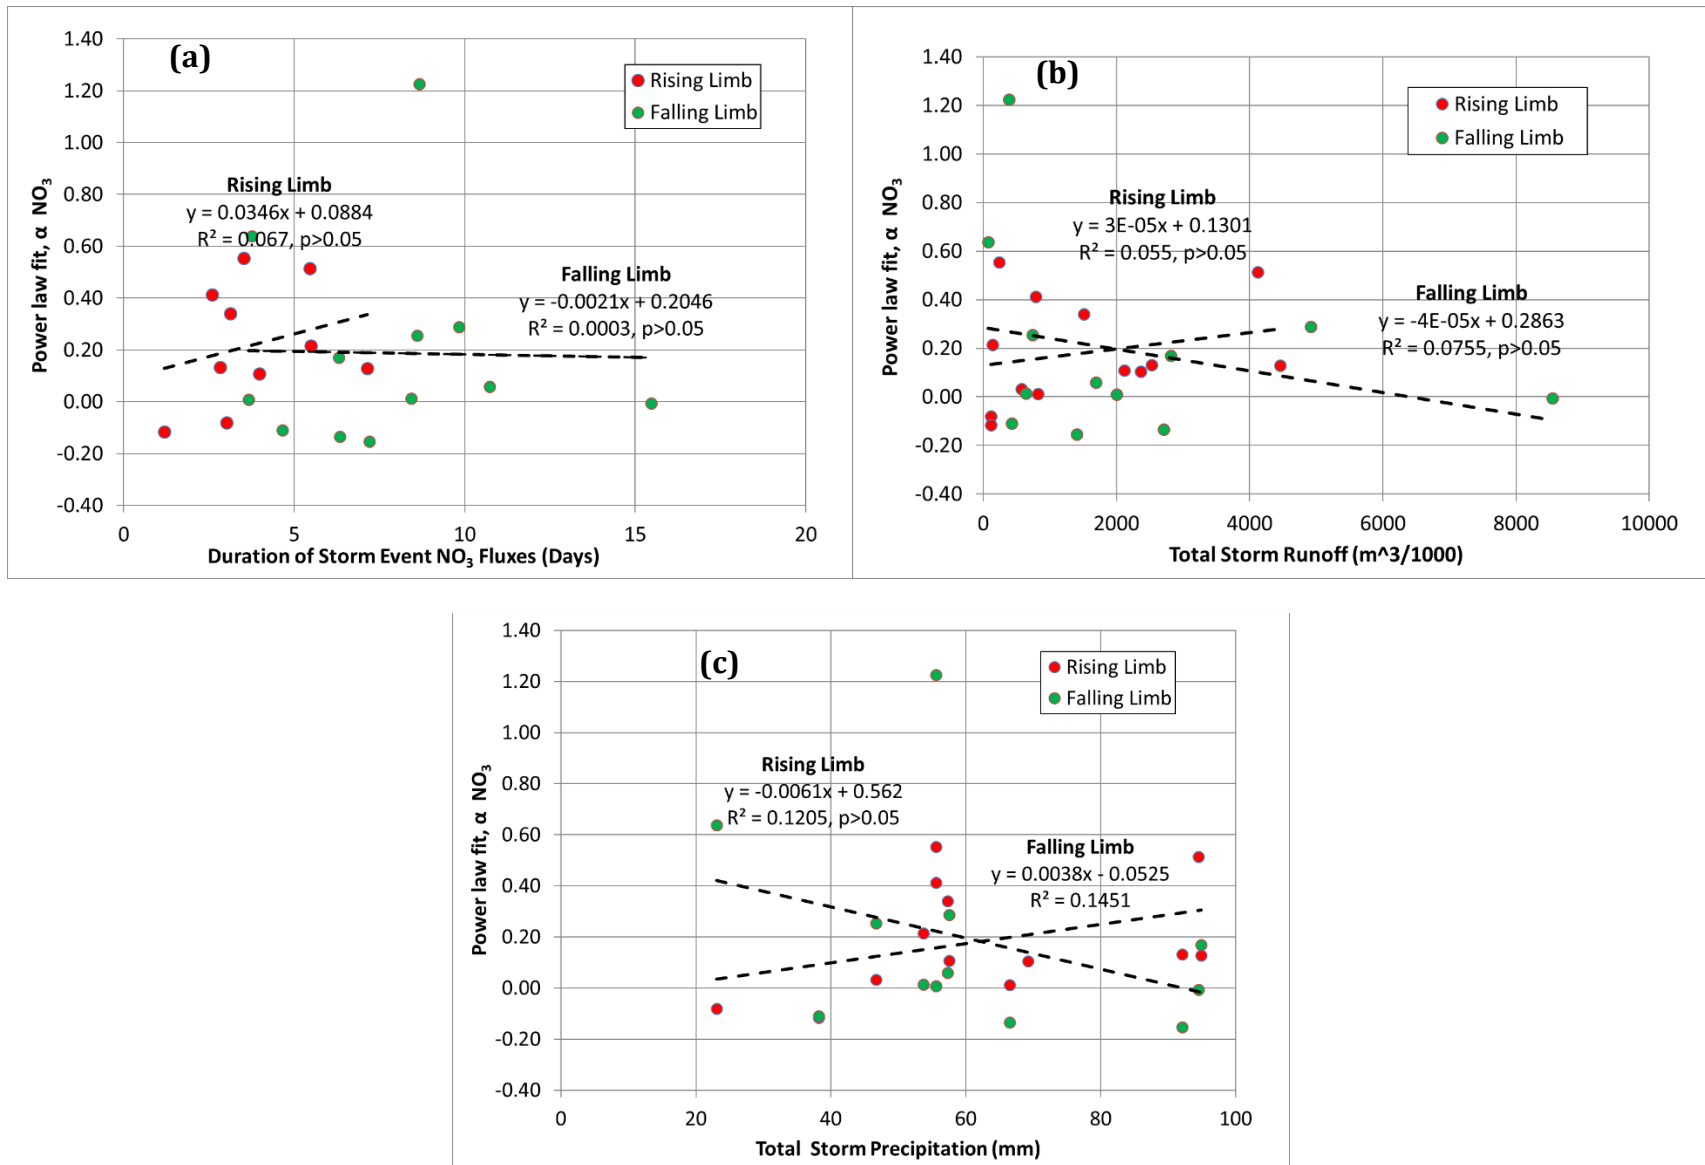 (a)
1.40
1.20
1.00
0.80
0.60
0.40
0.20
0.00
-0.20
-0.40
Power law fit, α NO₃
Rising Limb
Falling Limb
Rising Limb
y = 0.0346x + 0.0884
R² = 0.067, p>0.05
Falling Limb
y = -0.0021x + 0.2046
R² = 0.0003, p>0.05
0 5 10 15 20
Duration of Storm Event NO₃ Fluxes (Days)
(b)
1.40
1.20
1.00
0.80
0.60
0.40
0.20
0.00
-0.20
-0.40
Power law fit, α NO₃
Rising Limb
Falling Limb
Rising Limb
y = 3E-05x + 0.1301
R² = 0.055, p>0.05
Falling Limb
y = -4E-05x + 0.2863
R² = 0.0755, p>0.05
0 2000 4000 6000 8000 10000
Total Storm Runoff (m^3/1000)
(c)
1.40
1.20
1.00
0.80
0.60
0.40
0.20
0.00
-0.20
-0.40
Power law fit, α NO₃
Rising Limb
Falling Limb
Rising Limb
y = -0.0061x + 0.562
R² = 0.1205, p>0.05
Falling Limb
y = 0.0038x - 0.0525
R² = 0.1451
0 20 40 60 80 100
Total Storm Precipitation (mm)